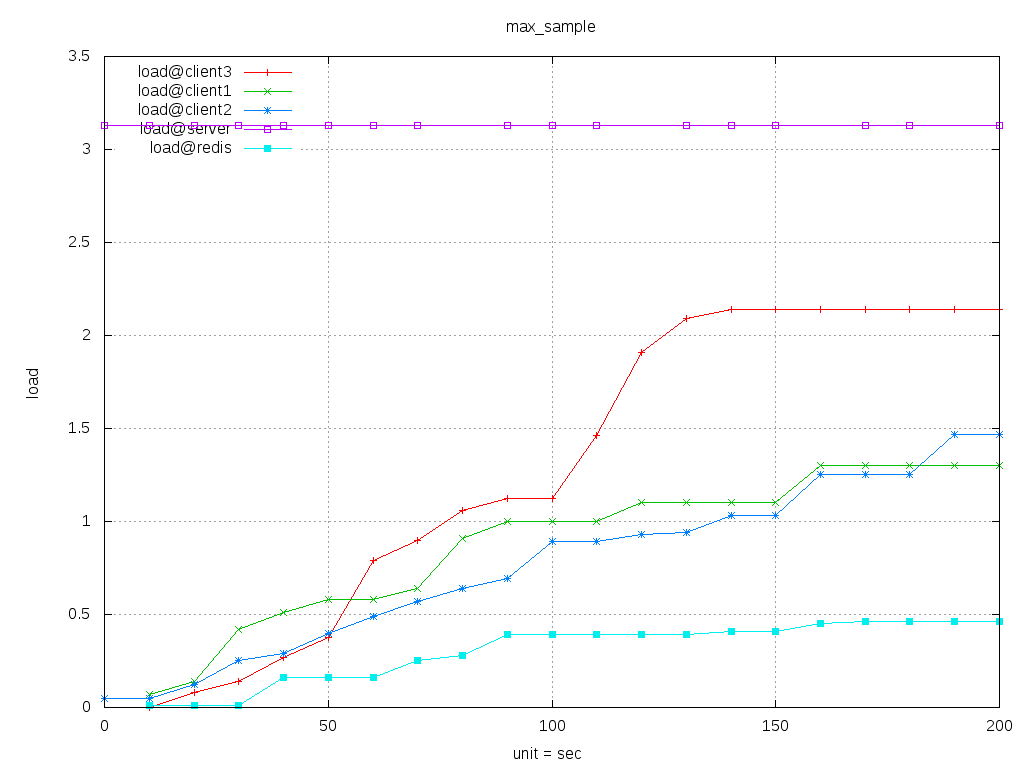 max_sample
3.5
load@client3
load@client1
load@client2
load@server
load@redis
3
2.5
2
load
1.5
1
0.5
0
0 50 100 150 200
unit = sec